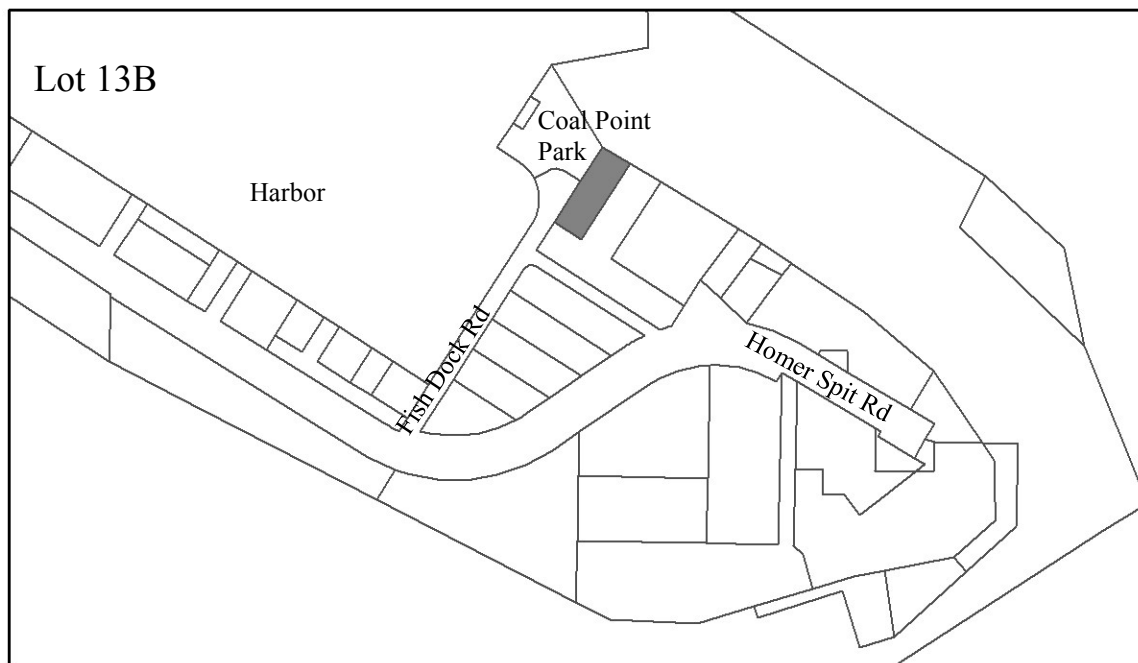 Lot 13B
Coal Point
Park
Harbor
Fish Dock Rd
Homer Spit Rd